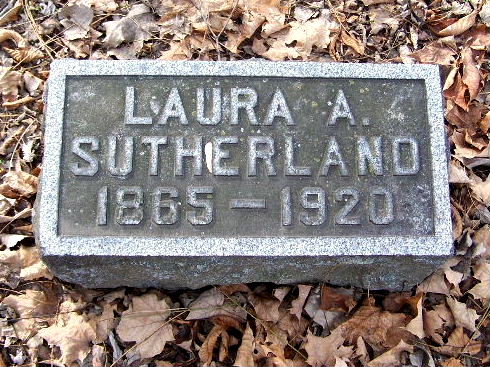 LAURA A.
SUTHERLAND
1865 – 1920